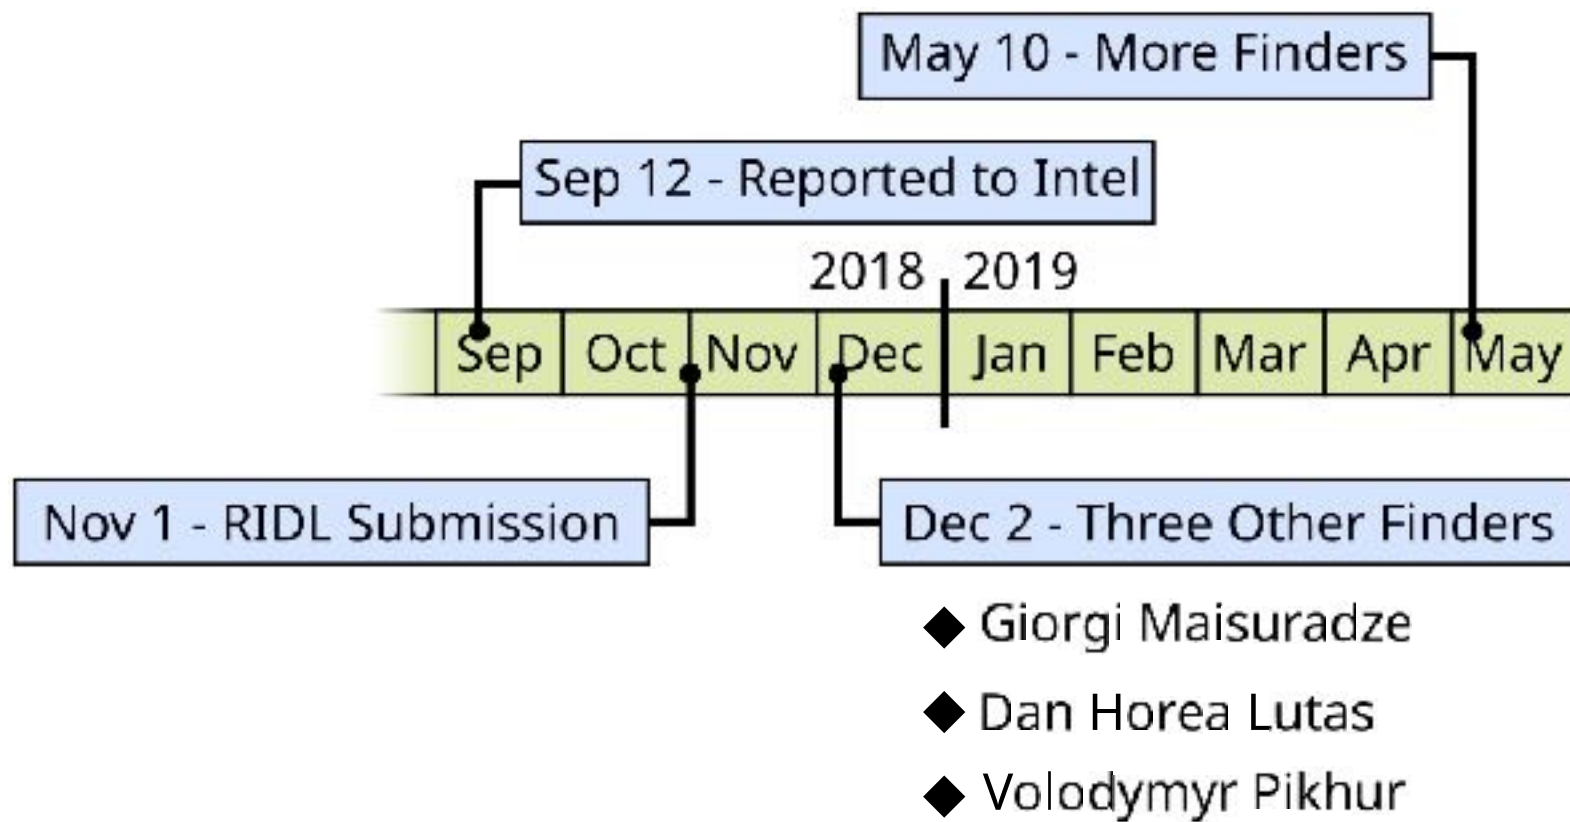 May 10 - More Finders
Sep 12 - Reported to Intel
2018 2019
Sep Oct Nov Dec Jan Feb Mar Apr May
Nov 1 - RIDL Submission
Dec 2 - Three Other Finders
Giorgi Maisuradze
Dan Horea Lutas
Volodymyr Pikhur